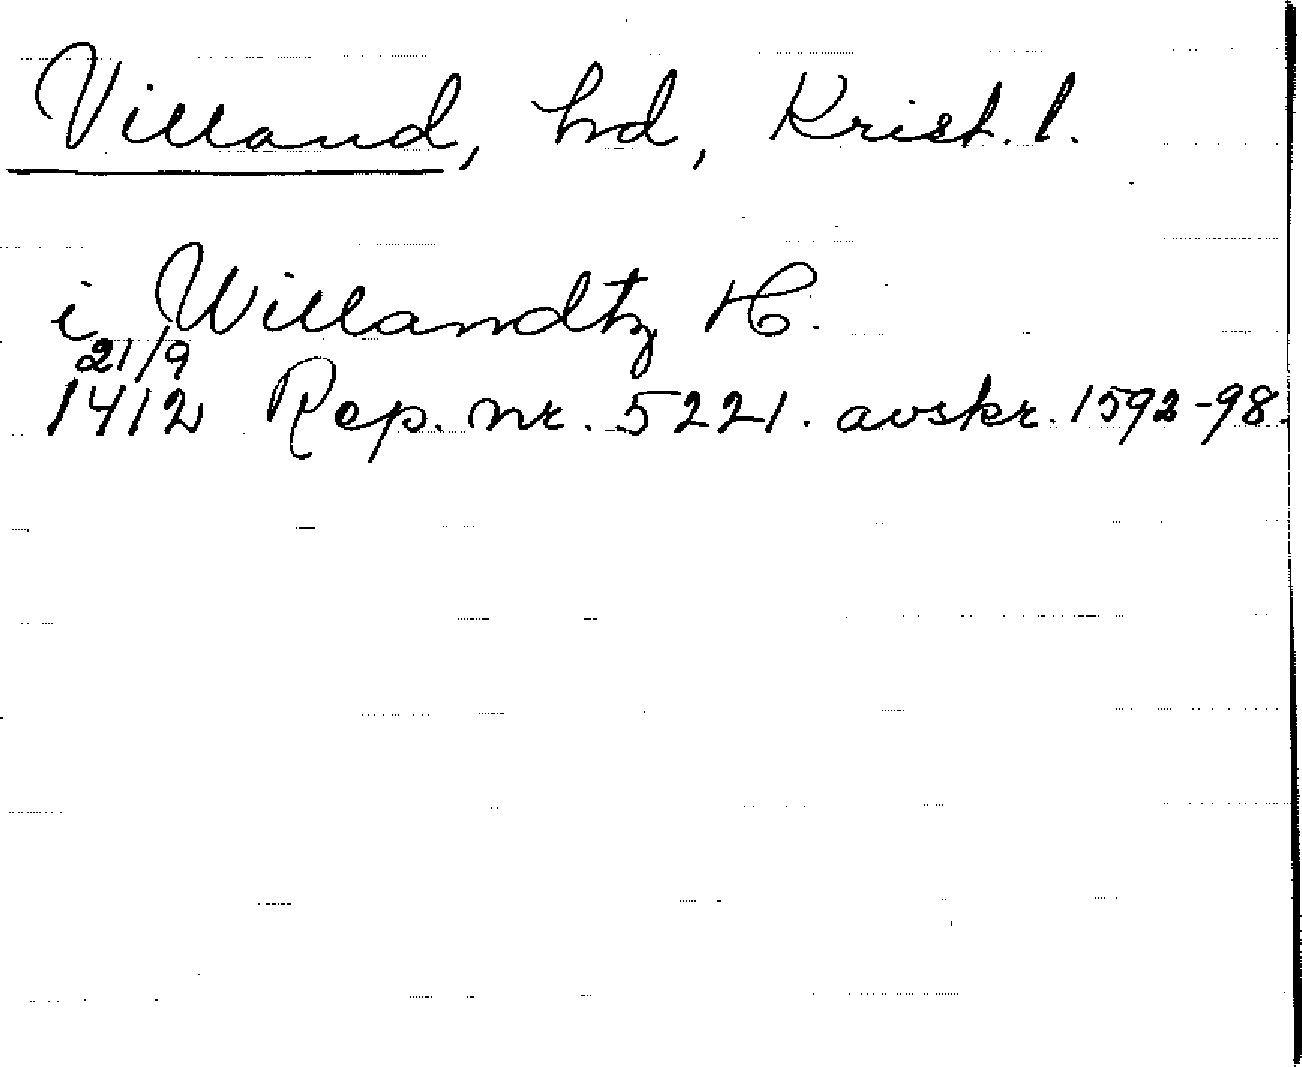 Villand, hd, Krist. l.
i Willandtz H.
21/9
1412 Rep. nr. 5221. avskr. 1592-98.